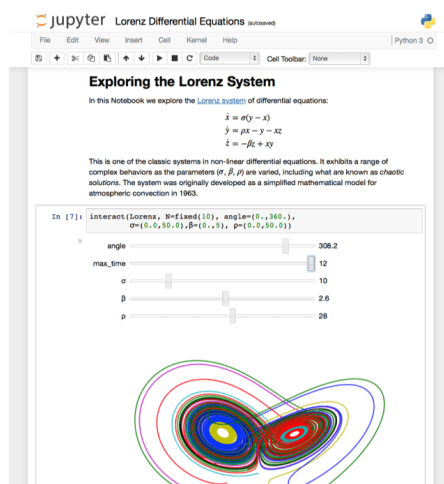 jupyter Lorenz Differential Equations (autosaved)
File Edit View Insert Cell Kernel Help Python 3
Code Cell Toolbar: None
Exploring the Lorenz System
In this Notebook we explore the Lorenz system of differential equations:
ẋ = σ(y − x)
ẏ = ρx − y − xz
ż = −βz + xy
This is one of the classic systems in non-linear differential equations. It exhibits a range of
complex behaviors as the parameters (σ, β, ρ) are varied, including what are known as chaotic
solutions. The system was originally developed as a simplified mathematical model for
atmospheric convection in 1963.
In [7]: interact(Lorenz, N=fixed(10), angle=(0.,360.),
σ=(0.0,50.0),β=(0.,5), ρ=(0.0,50.0))
×
angle 308.2
max_time 12
σ 10
β 2.6
ρ 28